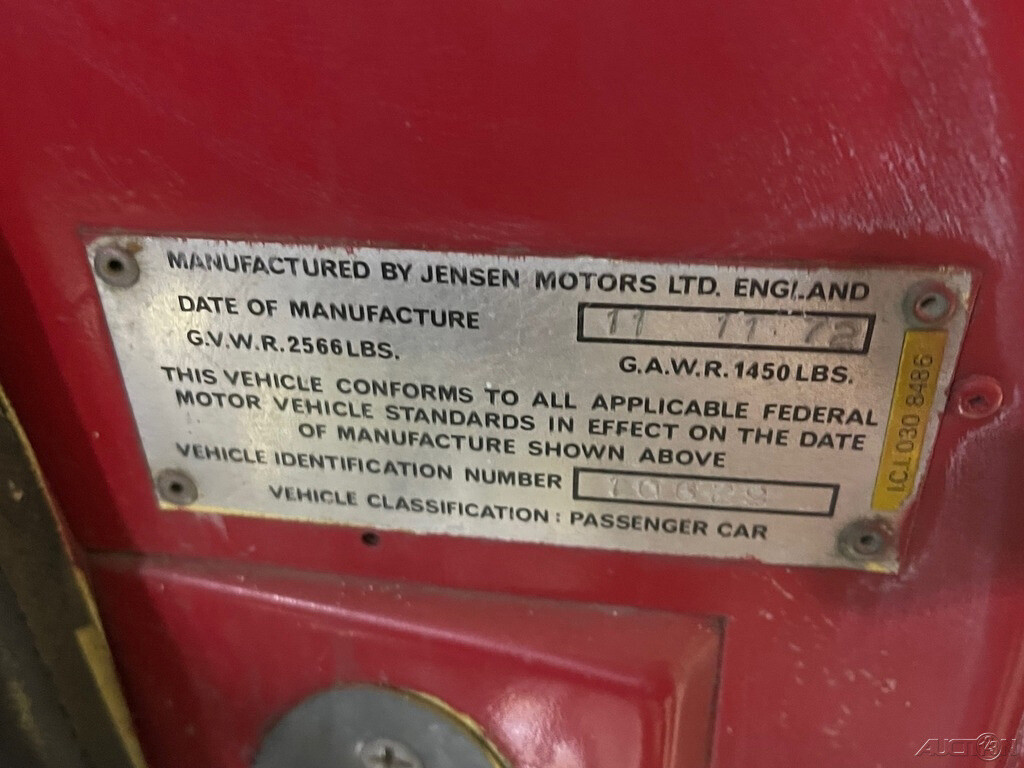 MANUFACTURED BY JENSEN MOTORS LTD. ENGLAND
DATE OF MANUFACTURE 11 11 72
G.V.W.R. 2566 LBS. G.A.W.R. 1450 LBS.
THIS VEHICLE CONFORMS TO ALL APPLICABLE FEDERAL
MOTOR VEHICLE STANDARDS IN EFFECT ON THE DATE
OF MANUFACTURE SHOWN ABOVE
VEHICLE IDENTIFICATION NUMBER
VEHICLE CLASSIFICATION : PASSENGER CAR
I.C.I. 030 8486
AUCTION123